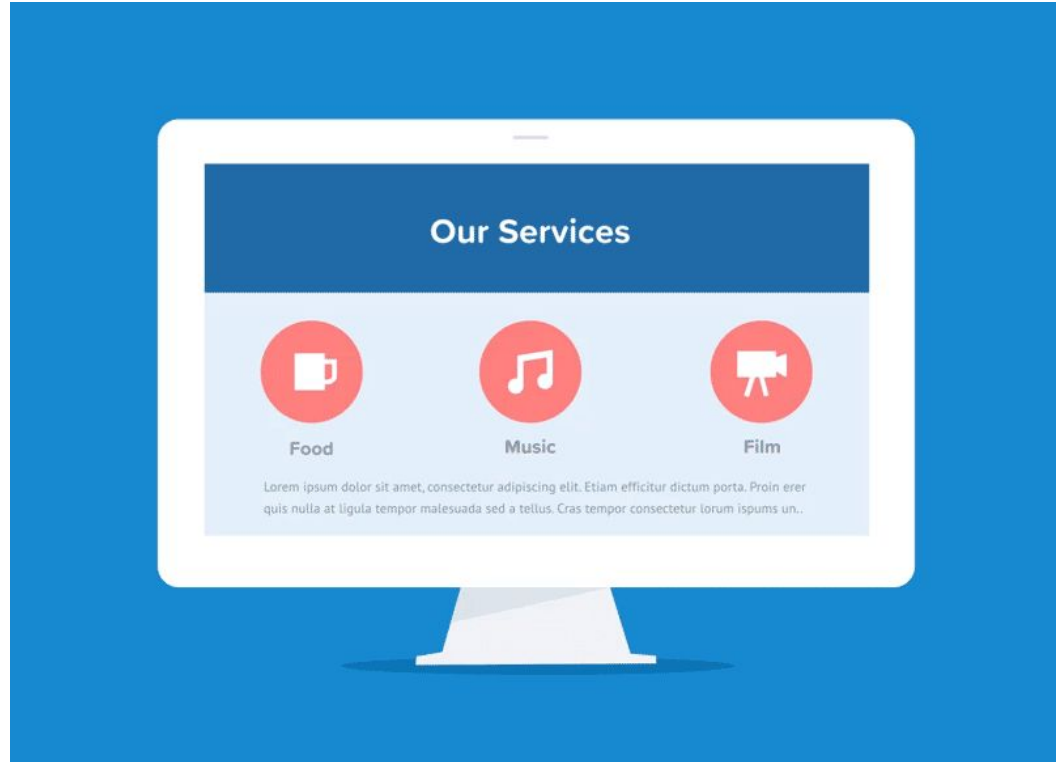 Our Services
Food
Music
Film
Lorem ipsum dolor sit amet, consectetur adipiscing elit. Etiam efficitur dictum porta. Proin erer
quis nulla at ligula tempor malesuada sed a tellus. Cras tempor consectetur lorum ispums un..